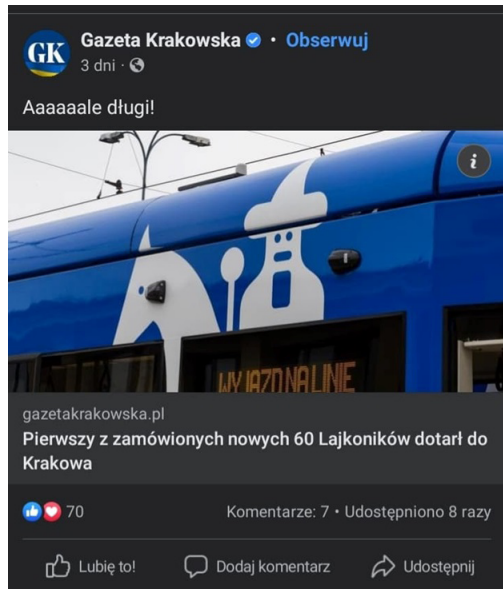 GK
Gazeta Krakowska • Obserwuj
3 dni ·
Aaaaaale długi!
i
WYJAZD NA LINIE
gazetakrakowska.pl
Pierwszy z zamówionych nowych 60 Lajkoników dotarł do
Krakowa
70 Komentarze: 7 • Udostępniono 8 razy
Lubię to! Dodaj komentarz Udostępnij